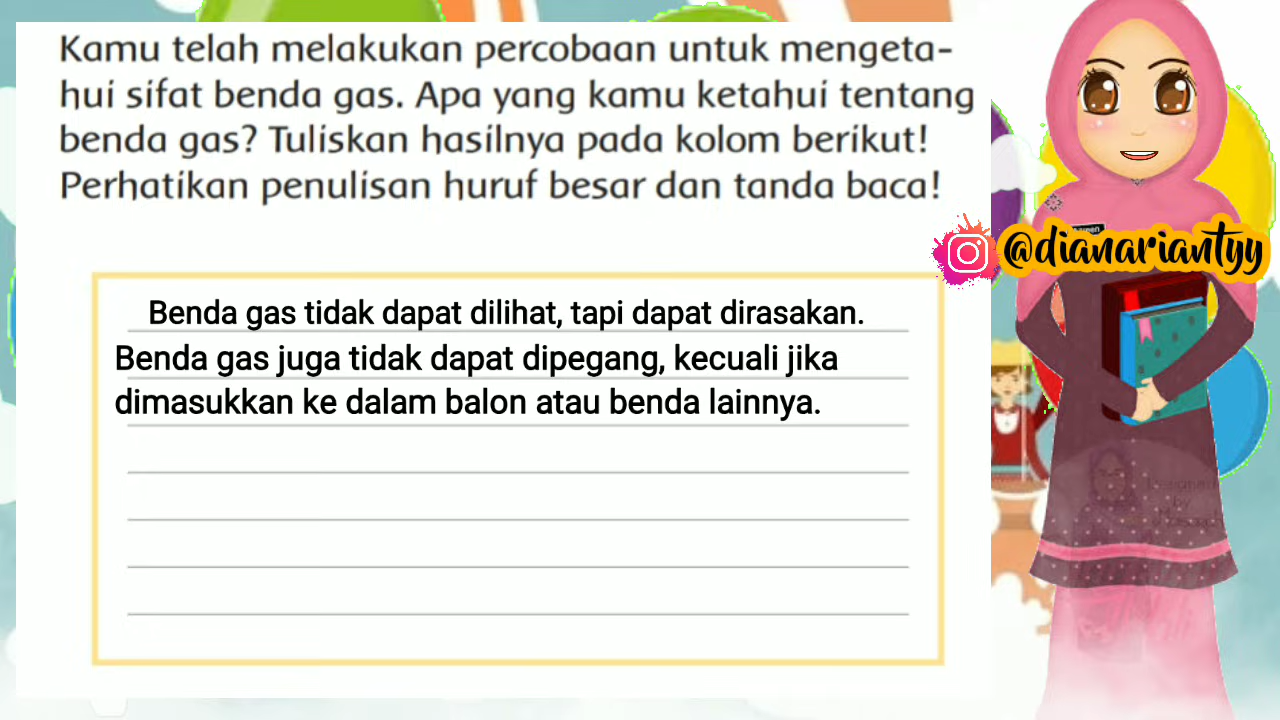 Kamu telah melakukan percobaan untuk mengeta-
hui sifat benda gas. Apa yang kamu ketahui tentang
benda gas? Tuliskan hasilnya pada kolom berikut!
Perhatikan penulisan huruf besar dan tanda baca!
@dianariantyy
Benda gas tidak dapat dilihat, tapi dapat dirasakan.
Benda gas juga tidak dapat dipegang, kecuali jika
dimasukkan ke dalam balon atau benda lainnya.
by